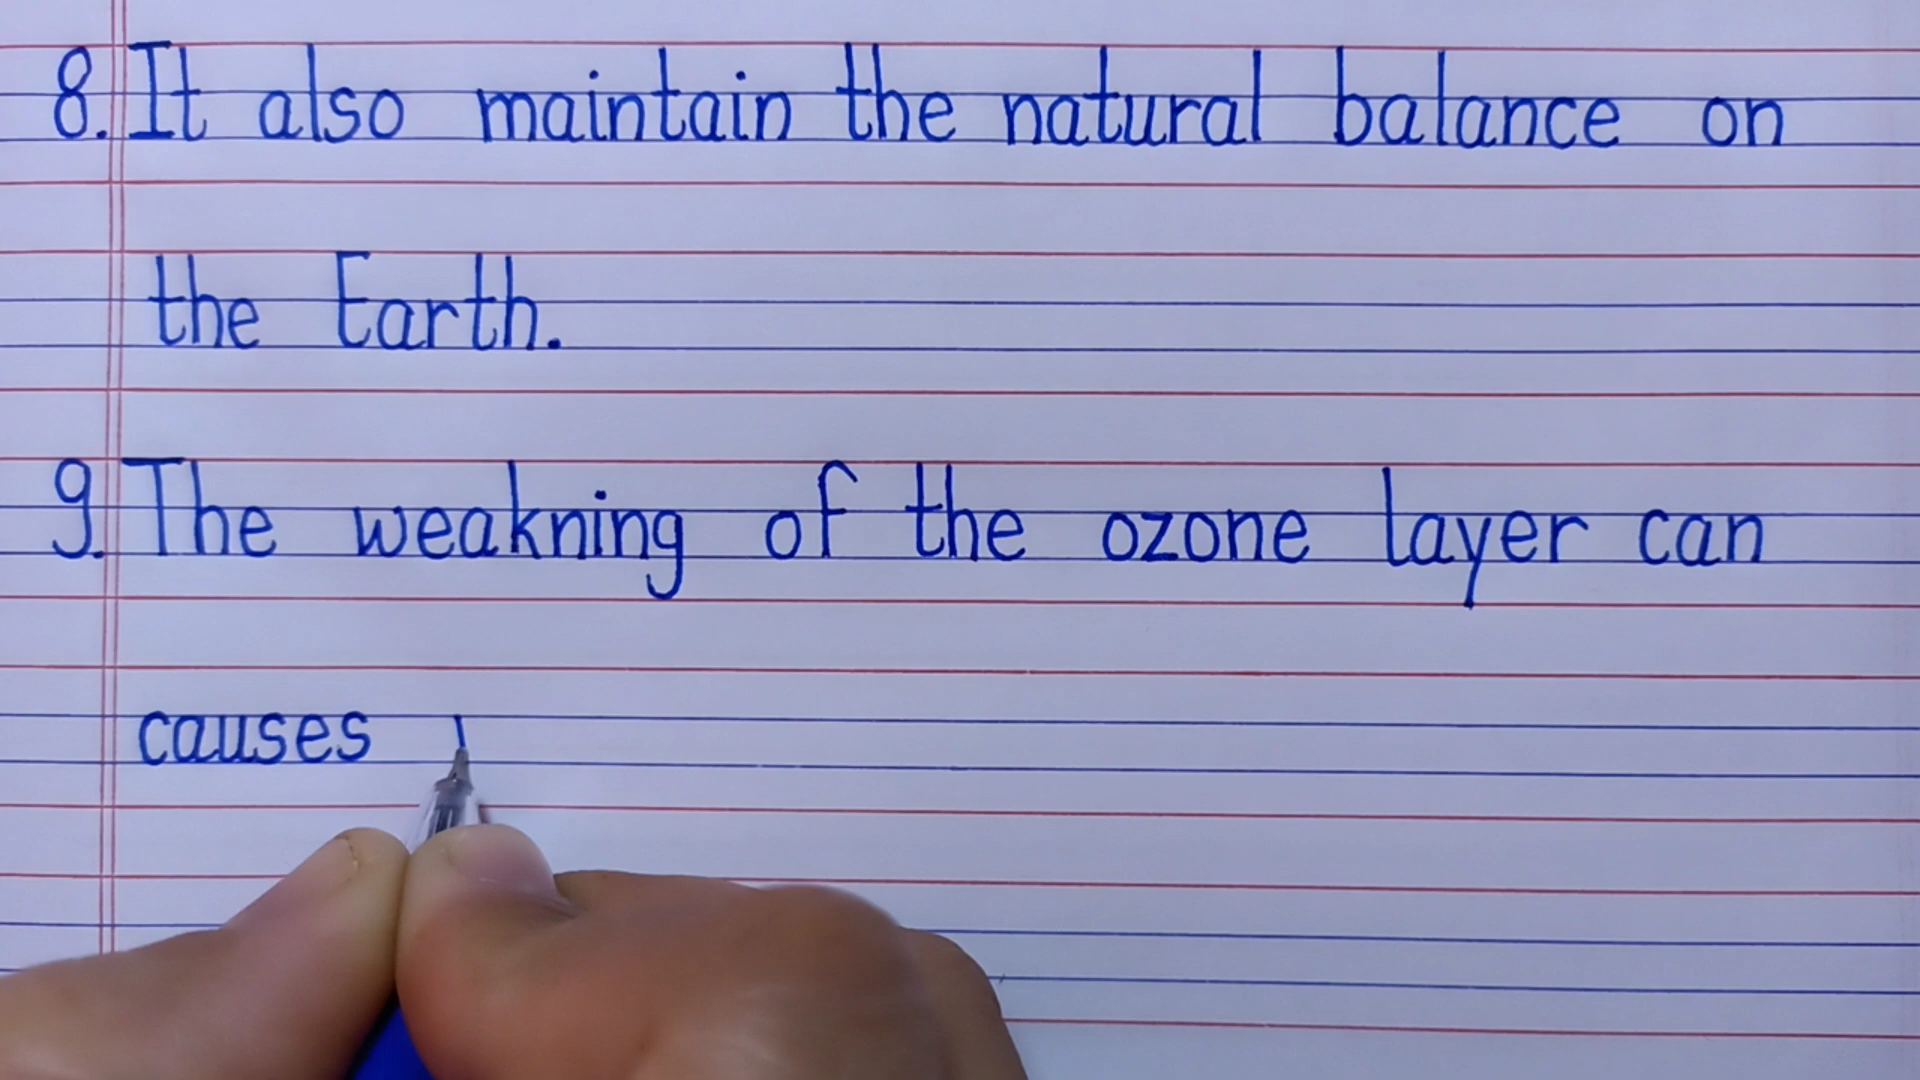 8. It also maintain the natural balance on
the Earth.
9. The weakning of the ozone layer can
causes